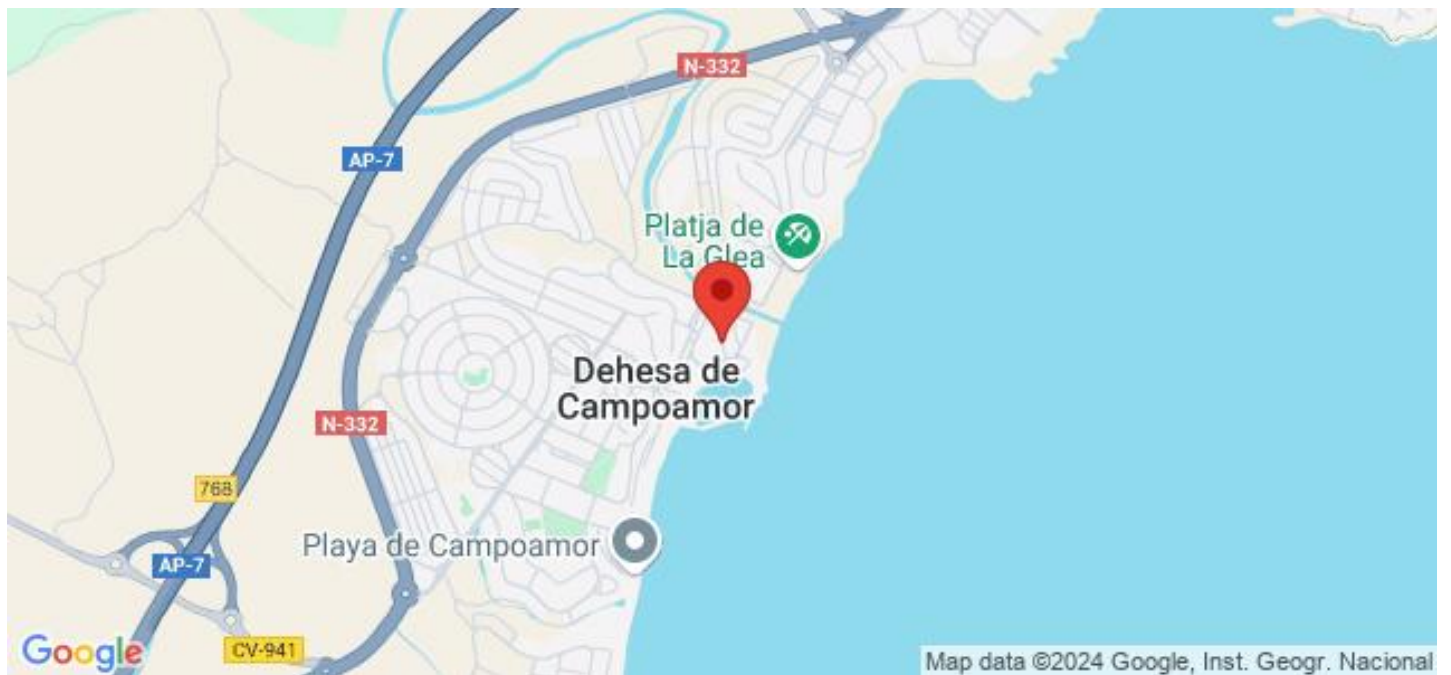 N-332
AP-7
Platja de
La Glea
Dehesa de
Campoamor
N-332
768
Playa de Campoamor
AP-7
CV-941
Google
Map data ©2024 Google, Inst. Geogr. Nacional